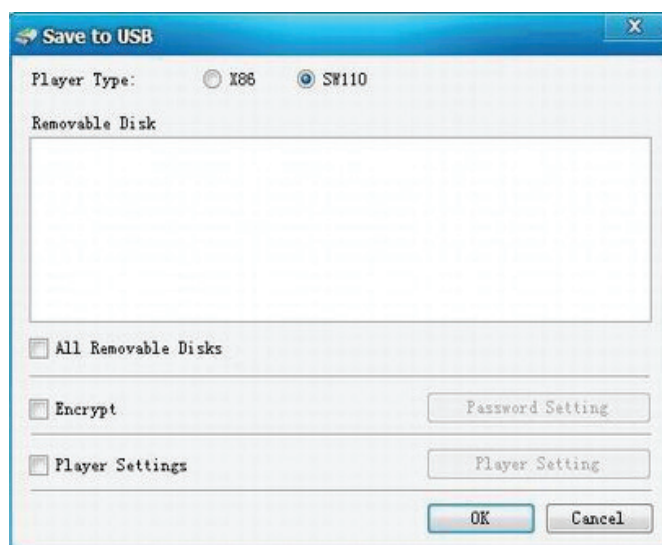 Save to USB
Player Type: X86 SW110
Removable Disk
All Removable Disks
Encrypt Password Setting
Player Settings Player Setting
OK Cancel